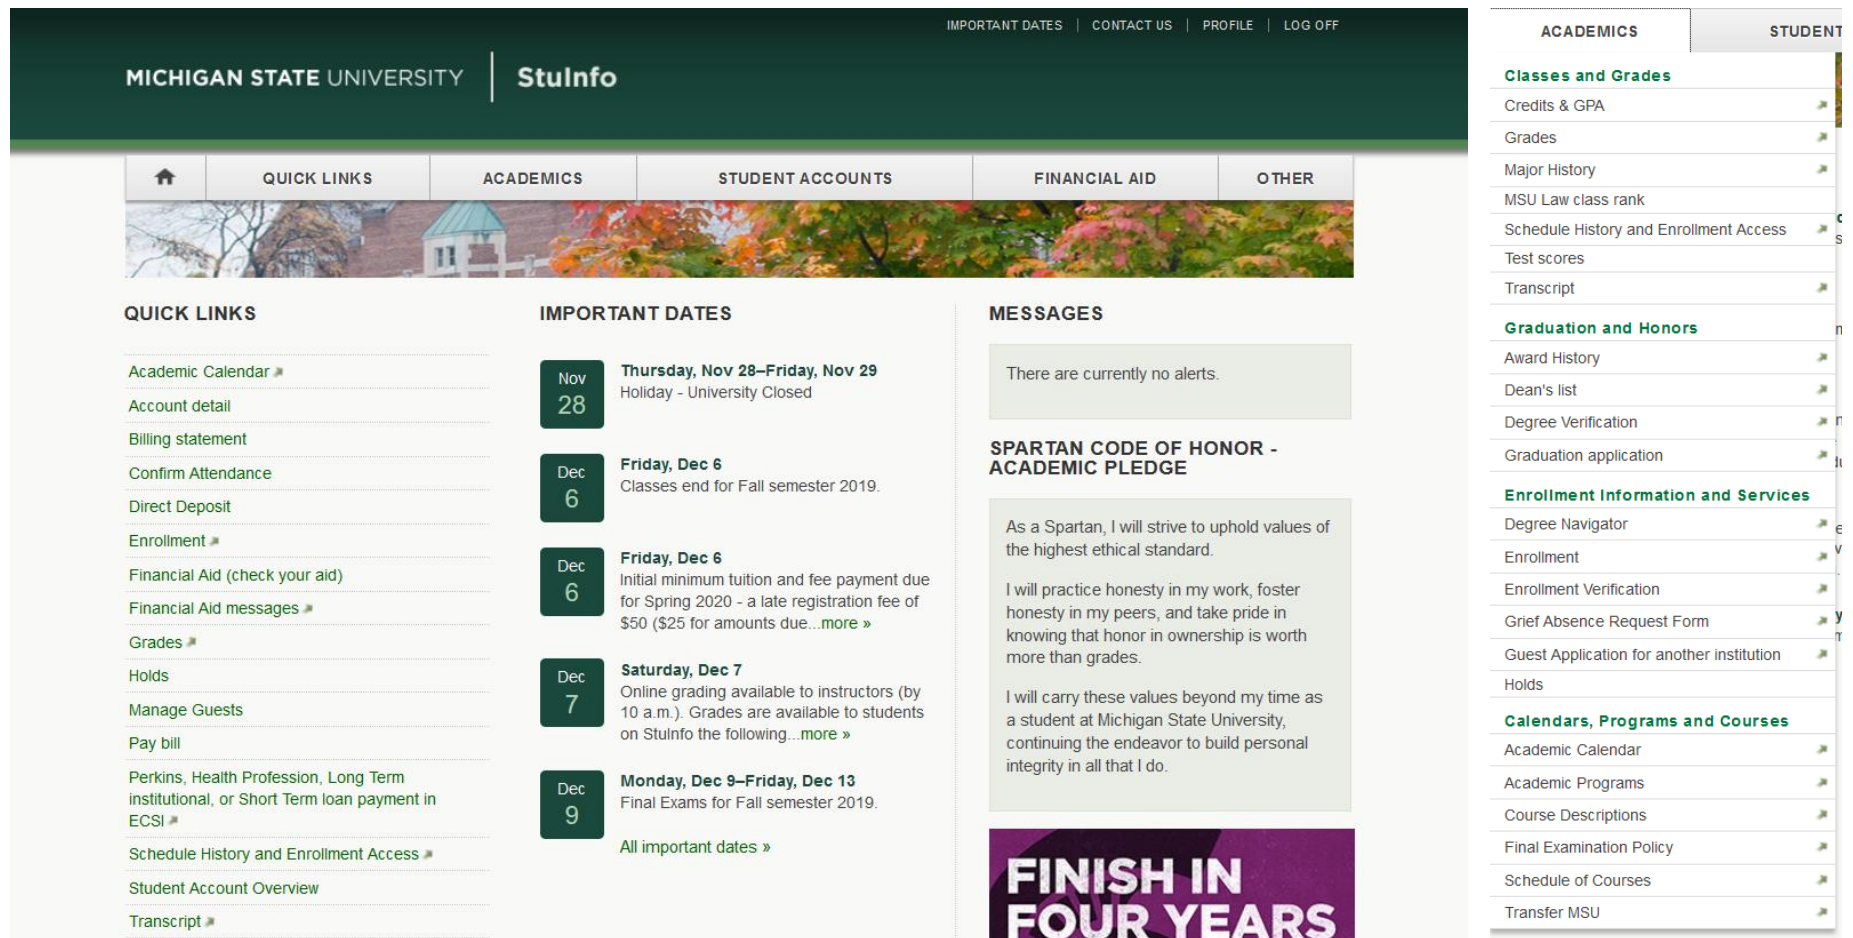 IMPORTANT DATES | CONTACT US | PROFILE | LOG OFF
MICHIGAN STATE UNIVERSITY | StuInfo
QUICK LINKS
ACADEMICS
STUDENT ACCOUNTS
FINANCIAL AID
OTHER
QUICK LINKS
Academic Calendar
Account detail
Billing statement
Confirm Attendance
Direct Deposit
Enrollment
Financial Aid (check your aid)
Financial Aid messages
Grades
Holds
Manage Guests
Pay bill
Perkins, Health Profession, Long Term
institutional, or Short Term loan payment in
ECSI
Schedule History and Enrollment Access
Student Account Overview
Transcript
IMPORTANT DATES
Nov
28
Thursday, Nov 28–Friday, Nov 29
Holiday - University Closed
Dec
6
Friday, Dec 6
Classes end for Fall semester 2019.
Dec
6
Friday, Dec 6
Initial minimum tuition and fee payment due
for Spring 2020 - a late registration fee of
$50 ($25 for amounts due...more »
Dec
7
Saturday, Dec 7
Online grading available to instructors (by
10 a.m.). Grades are available to students
on StuInfo the following...more »
Dec
9
Monday, Dec 9–Friday, Dec 13
Final Exams for Fall semester 2019.
All important dates »
MESSAGES
There are currently no alerts.
SPARTAN CODE OF HONOR -
ACADEMIC PLEDGE
As a Spartan, I will strive to uphold values of
the highest ethical standard.
I will practice honesty in my work, foster
honesty in my peers, and take pride in
knowing that honor in ownership is worth
more than grades.
I will carry these values beyond my time as
a student at Michigan State University,
continuing the endeavor to build personal
integrity in all that I do.
FINISH IN
FOUR YEARS
ACADEMICS
STUDENT
Classes and Grades
Credits & GPA
Grades
Major History
MSU Law class rank
Schedule History and Enrollment Access
Test scores
Transcript
Graduation and Honors
Award History
Dean's list
Degree Verification
Graduation application
Enrollment Information and Services
Degree Navigator
Enrollment
Enrollment Verification
Grief Absence Request Form
Guest Application for another institution
Holds
Calendars, Programs and Courses
Academic Calendar
Academic Programs
Course Descriptions
Final Examination Policy
Schedule of Courses
Transfer MSU